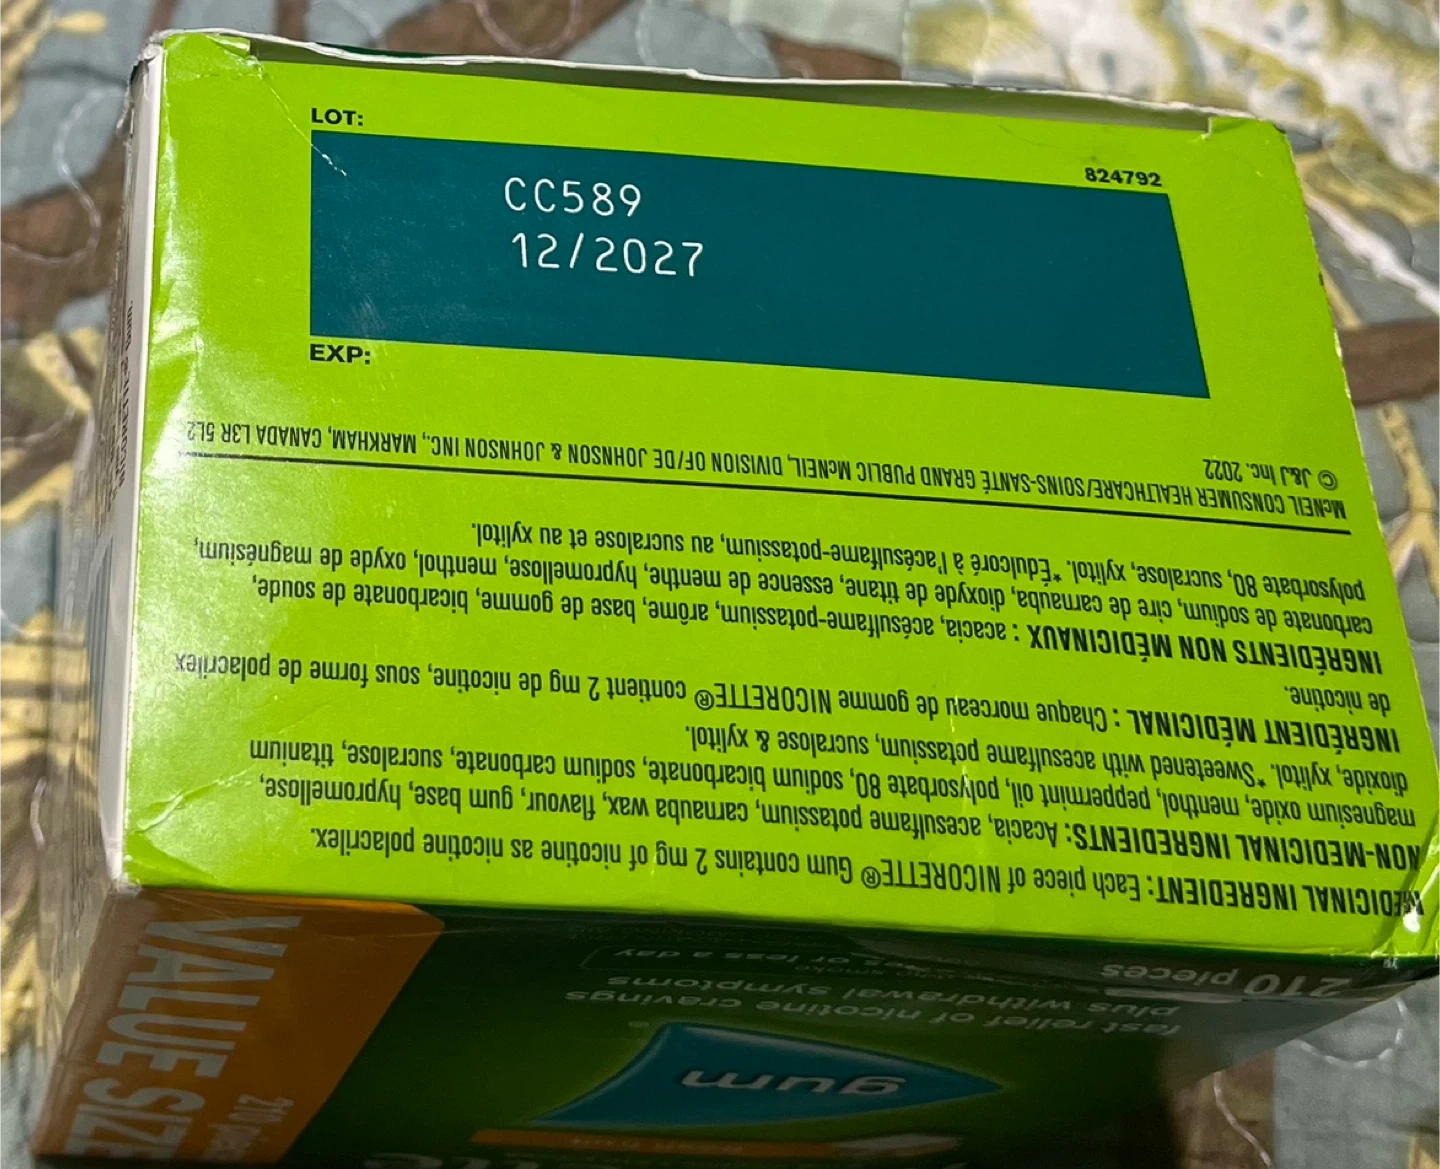 LOT:
824792
CC589
12/2027
EXP:
MEDICINAL INGREDIENT: Each piece of NICORETTE® Gum contains 2 mg of nicotine as nicotine polacrilex.
NON-MEDICINAL INGREDIENTS: Acacia, acesulfame potassium, carnauba wax, flavour, gum base, hypromellose,
magnesium oxide, menthol, peppermint oil, polysorbate 80, sodium bicarbonate, sodium carbonate, sucralose, titanium
dioxide, xylitol. *Sweetened with acesulfame potassium, sucralose & xylitol.
INGRÉDIENT MÉDICINAL : Chaque morceau de gomme NICORETTE® contient 2 mg de nicotine, sous forme de polacrilex
de nicotine.
INGRÉDIENTS NON MÉDICINAUX : acacia, acésulfame-potassium, arôme, base de gomme, bicarbonate de soude,
carbonate de sodium, cire de carnauba, dioxyde de titane, essence de menthe, hypromellose, menthol, oxyde de magnésium,
polysorbate 80, sucralose, xylitol. *Édulcoré à l'acésulfame-potassium, au sucralose et au xylitol.
McNEIL CONSUMER HEALTHCARE/SOINS-SANTÉ GRAND PUBLIC McNEIL, DIVISION OF/DE JOHNSON & JOHNSON INC., MARKHAM, CANADA L3R 5L2
© J&J Inc. 2022
gum
fast relief of nicotine cravings
plus withdrawal symptoms
or less a day
210 pieces
VALUE SIZE
210